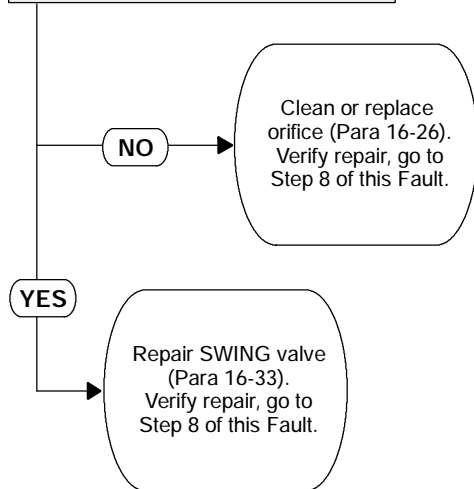 NO
Clean or replace
orifice (Para 16-26).
Verify repair, go to
Step 8 of this Fault.
YES
Repair SWING valve
(Para 16-33).
Verify repair, go to
Step 8 of this Fault.